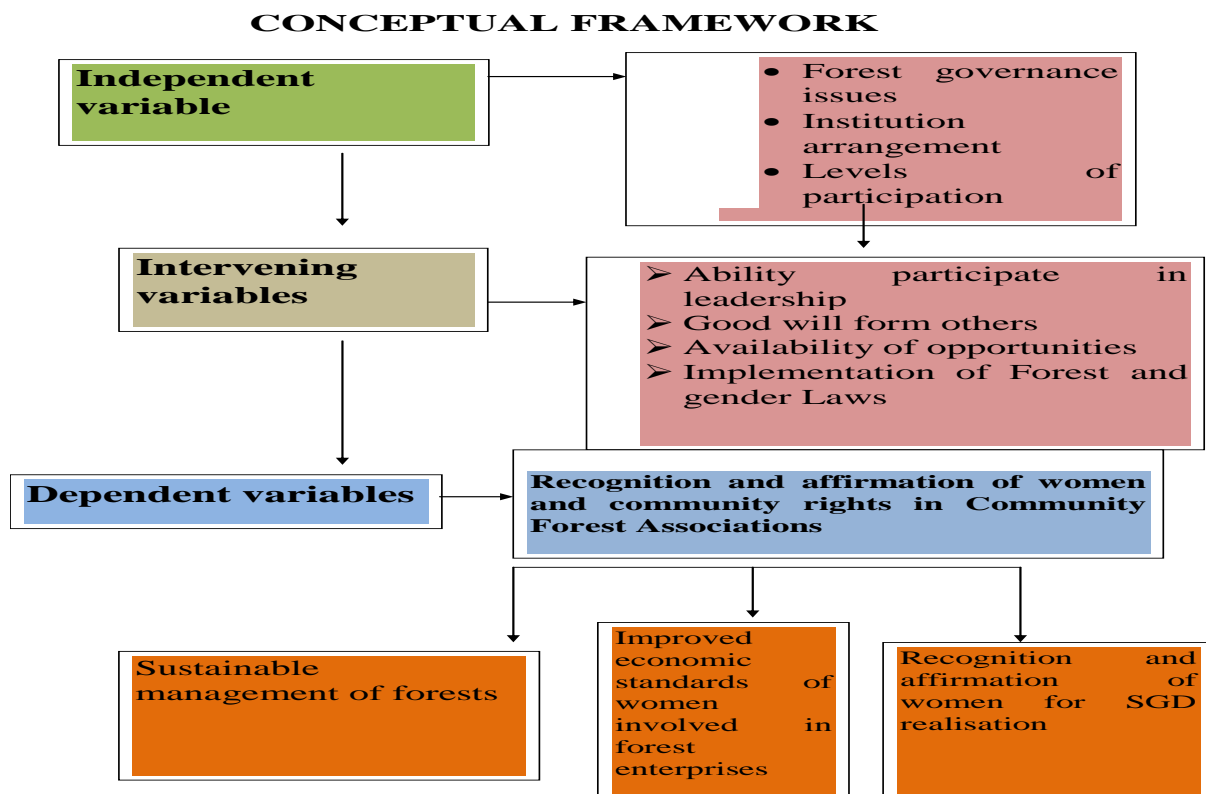 CONCEPTUAL FRAMEWORK
Independent
variable
• Forest governance
issues
• Institution
arrangement
• Levels of
participation
Intervening
variables
➢ Ability participate in
leadership
➢ Good will form others
➢ Availability of opportunities
➢ Implementation of Forest and
gender Laws
Dependent variables
Recognition and affirmation of women
and community rights in Community
Forest Associations
Sustainable
management of forests
Improved
economic
standards of
women
involved in
forest
enterprises
Recognition and
affirmation of
women for SGD
realisation